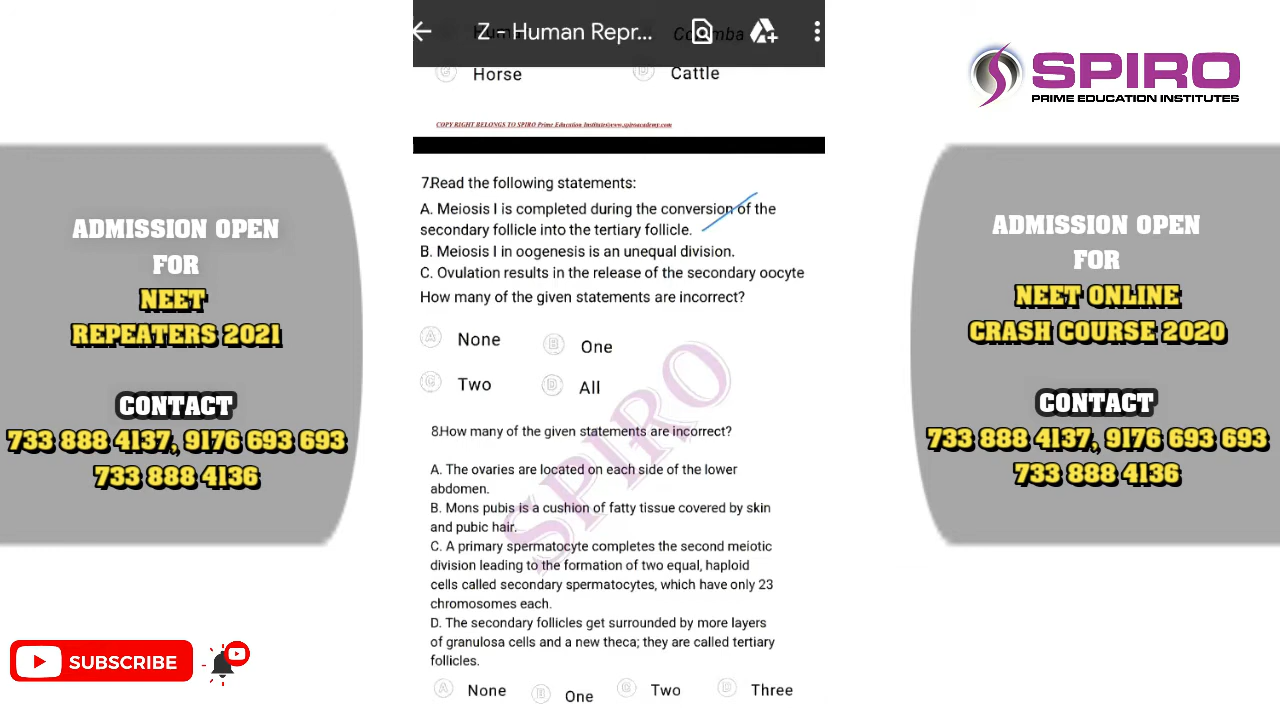 Z – Human Repr...
Horse
Cattle
COPY RIGHT BELONGS TO SPIRO Prime Education Institutes\www.spiroacademy.com
7.Read the following statements:
A. Meiosis I is completed during the conversion of the
secondary follicle into the tertiary follicle.
B. Meiosis I in oogenesis is an unequal division.
C. Ovulation results in the release of the secondary oocyte
How many of the given statements are incorrect?
A None
B One
C Two
D All
8.How many of the given statements are incorrect?
A. The ovaries are located on each side of the lower
abdomen.
B. Mons pubis is a cushion of fatty tissue covered by skin
and pubic hair.
C. A primary spermatocyte completes the second meiotic
division leading to the formation of two equal, haploid
cells called secondary spermatocytes, which have only 23
chromosomes each.
D. The secondary follicles get surrounded by more layers
of granulosa cells and a new theca; they are called tertiary
follicles.
A None
B One
C Two
D Three
SPIRO
ADMISSION OPEN
FOR
NEET
REPEATERS 2021
CONTACT
733 888 4137, 9176 693 693
733 888 4136
SUBSCRIBE
SPIRO
PRIME EDUCATION INSTITUTES
ADMISSION OPEN
FOR
NEET ONLINE
CRASH COURSE 2020
CONTACT
733 888 4137, 9176 693 693
733 888 4136